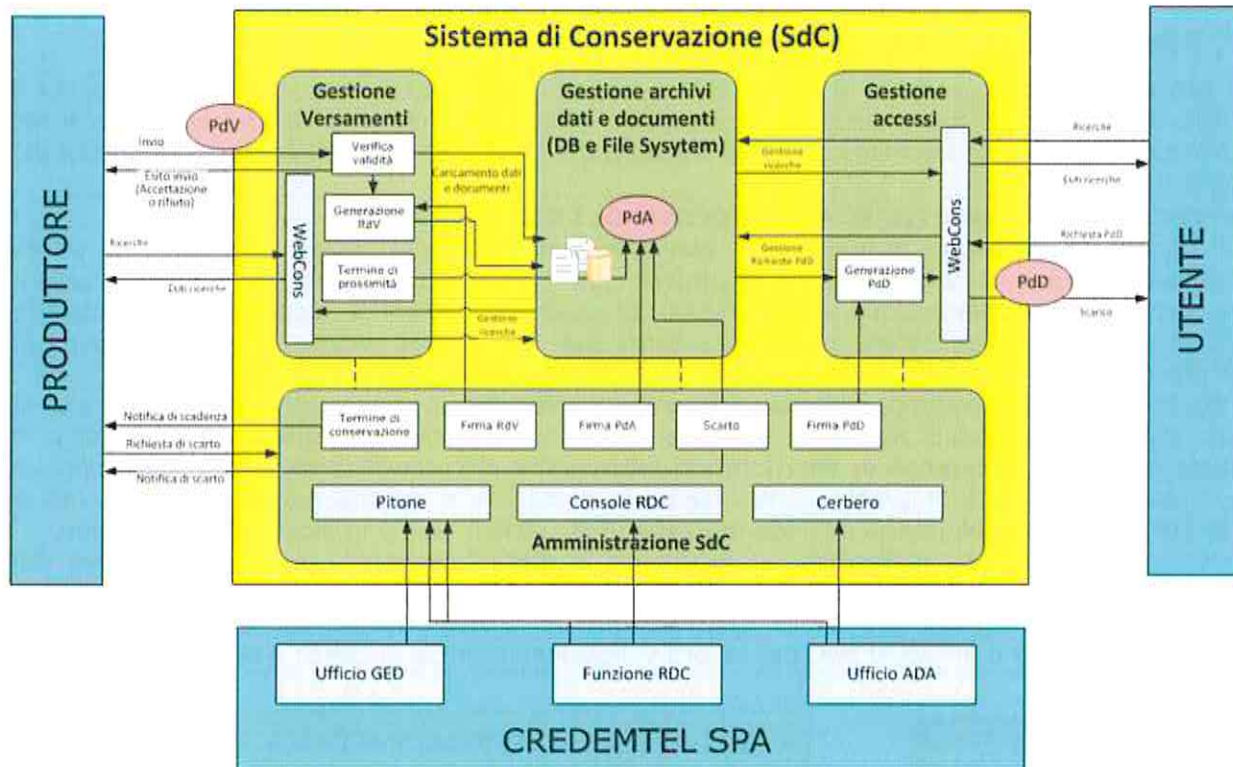 Sistema di Conservazione (SdC)
PRODUTTORE
UTENTE
PdV
Invio
Esito invio
(Accettazione
o rifiuto)
Ricerche
Esiti ricerche
Gestione
Versamenti
Verifica
validità
Generazione
RdV
Termine di
prossimità
WebCons
Caricamento dati
e documenti
Gestione
ricerche
Gestione archivi
dati e documenti
(DB e File Sysytem)
PdA
Gestione
ricerche
Gestione
Richieste PdD
Gestione
accessi
Generazione
PdD
WebCons
Ricerche
Esiti ricerche
Richiesta PdD
PdD
Scarico
Notifica di scadenza
Richiesta di scarto
Notifica di scarto
Termine di
conservazione
Firma RdV
Firma PdA
Scarto
Firma PdD
Pitone
Console RDC
Cerbero
Amministrazione SdC
Ufficio GED
Funzione RDC
Ufficio ADA
CREDEMTEL SPA